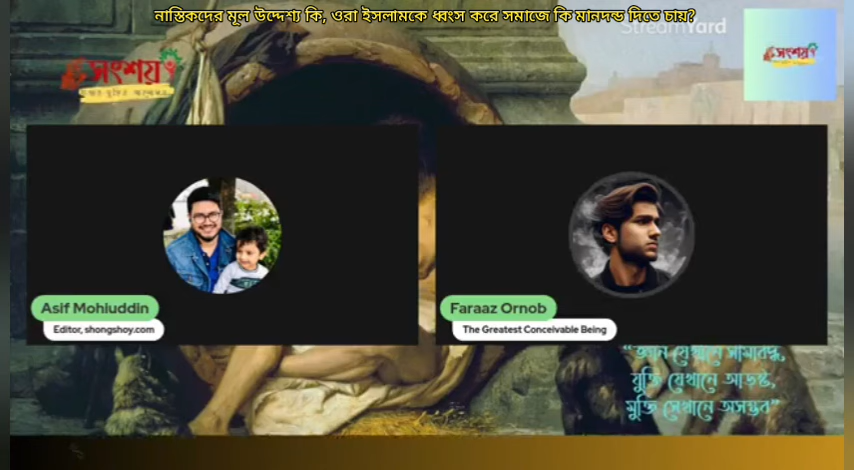 নাস্তিকদের মূল উদ্দেশ্য কি, ওরা ইসলামকে ধ্বংস করে সমাজে কি মানদন্ড দিতে চায়?
StreamYard
সংশয়
সংশয়
Asif Mohiuddin
Editor, shongshoy.com
Faraaz Ornob
The Greatest Conceivable Being
“জ্ঞান যেখানে সীমাবদ্ধ,
যুক্তি যেখানে আড়ষ্ট,
মুক্তি সেখানে অসম্ভব”